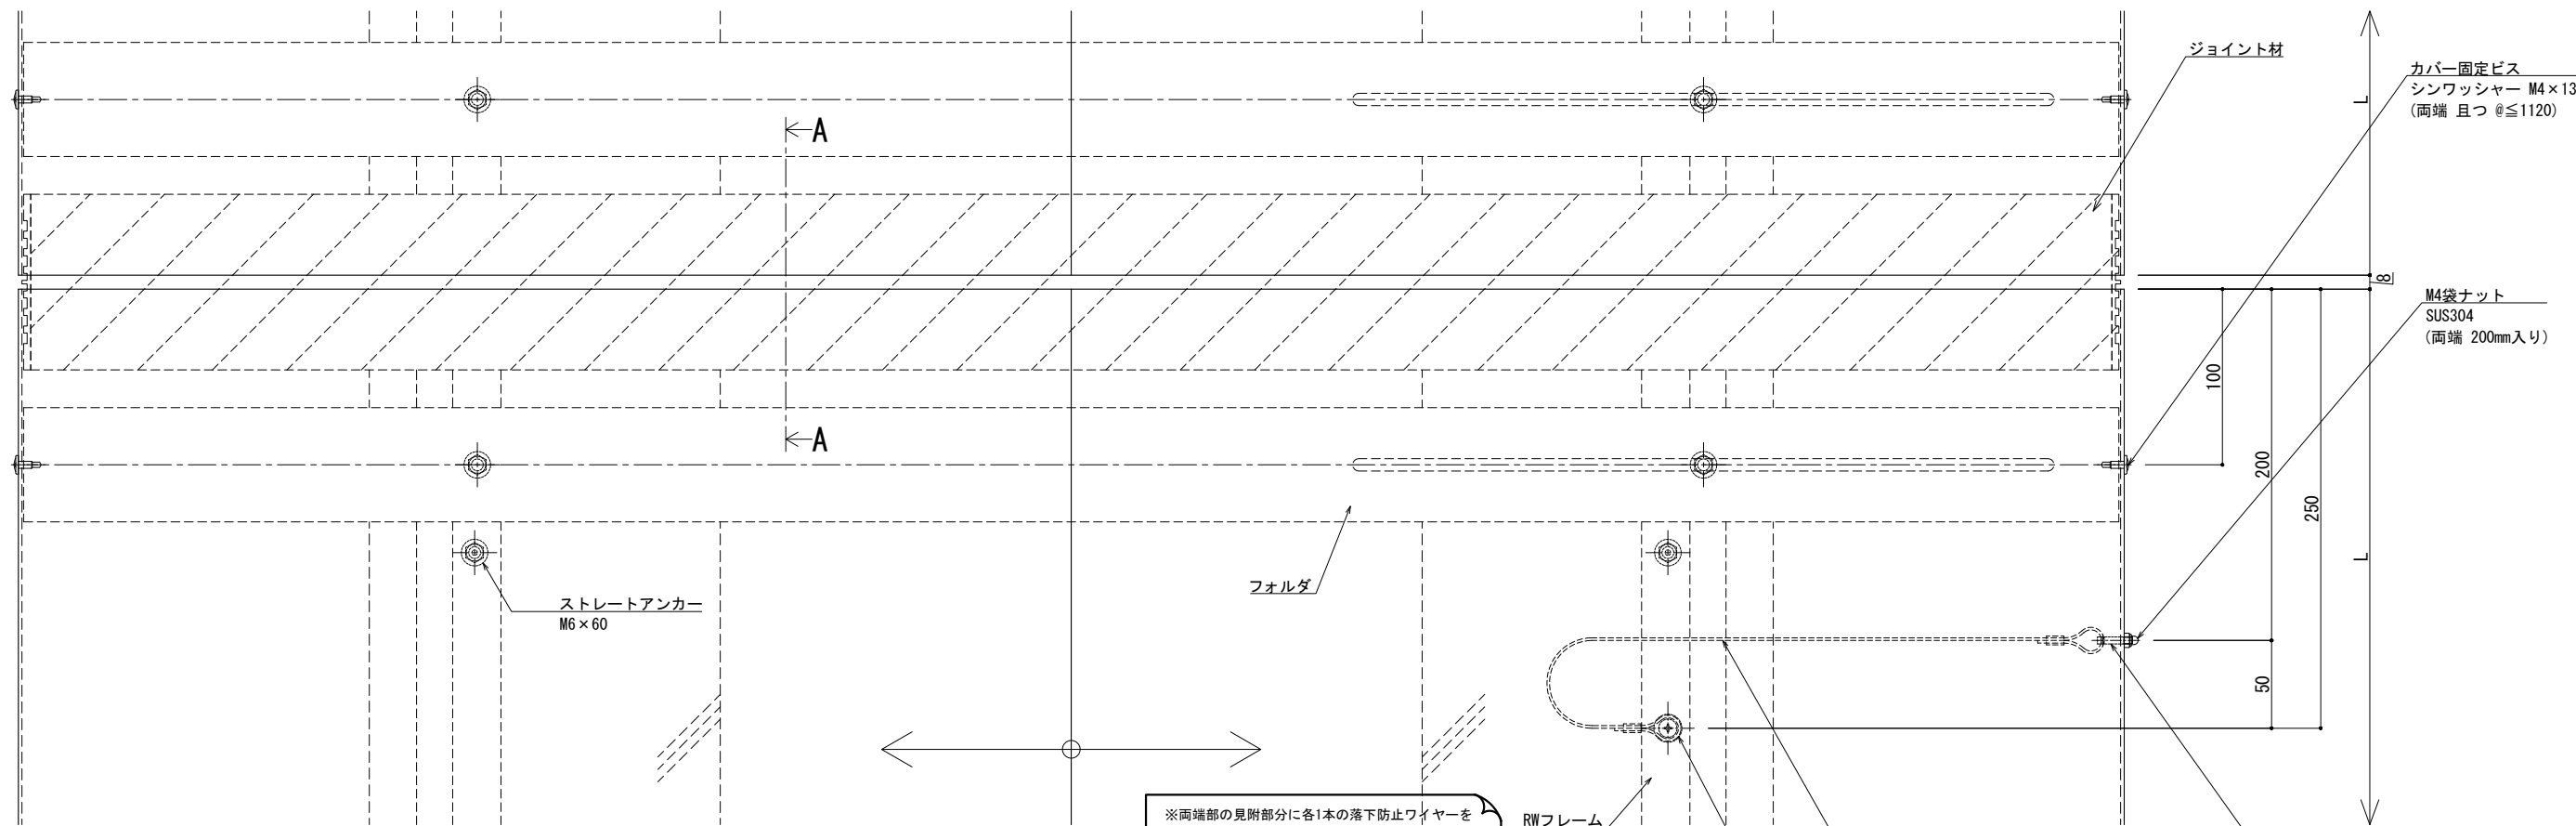 ジョイント材
カバー固定ビス
シンワッシャー M4×13
(両端 且つ @≦1120)
L
A
8
M4袋ナット
SUS304
(両端 200mm入り)
100
A
200
250
L
フォルダ
ストレートアンカー
M6×60
50
※両端部の見附部分に各1本の落下防止ワイヤーを
RWフレーム